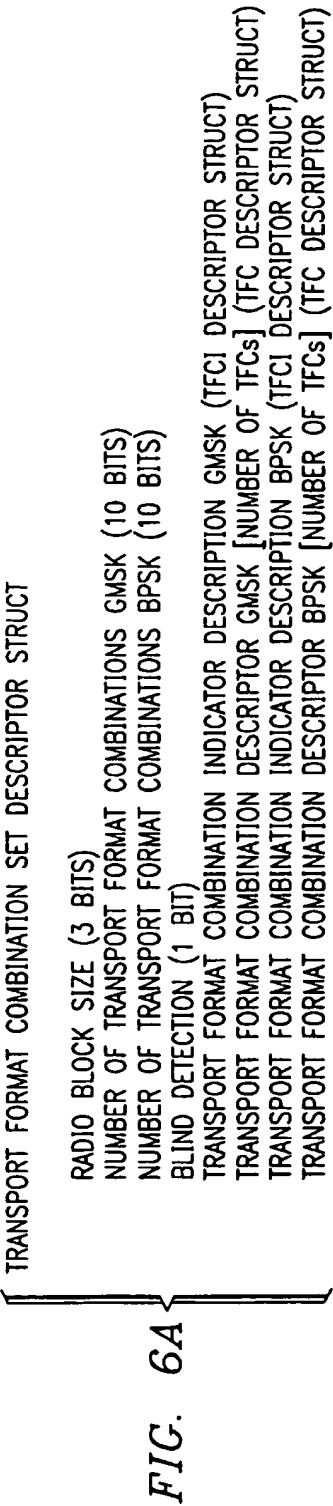 FIG. 6A
TRANSPORT FORMAT COMBINATION SET DESCRIPTOR STRUCT
RADIO BLOCK SIZE (3 BITS)
NUMBER OF TRANSPORT FORMAT COMBINATIONS GMSK (10 BITS)
NUMBER OF TRANSPORT FORMAT COMBINATIONS BPSK (10 BITS)
BLIND DETECTION (1 BIT)
TRANSPORT FORMAT COMBINATION INDICATOR DESCRIPTION GMSK (TFCI DESCRIPTOR STRUCT)
TRANSPORT FORMAT COMBINATION DESCRIPTOR GMSK [NUMBER OF TFCs] (TFC DESCRIPTOR STRUCT)
TRANSPORT FORMAT COMBINATION INDICATOR DESCRIPTION BPSK (TFCI DESCRIPTOR STRUCT)
TRANSPORT FORMAT COMBINATION DESCRIPTOR BPSK [NUMBER OF TFCs] (TFC DESCRIPTOR STRUCT)